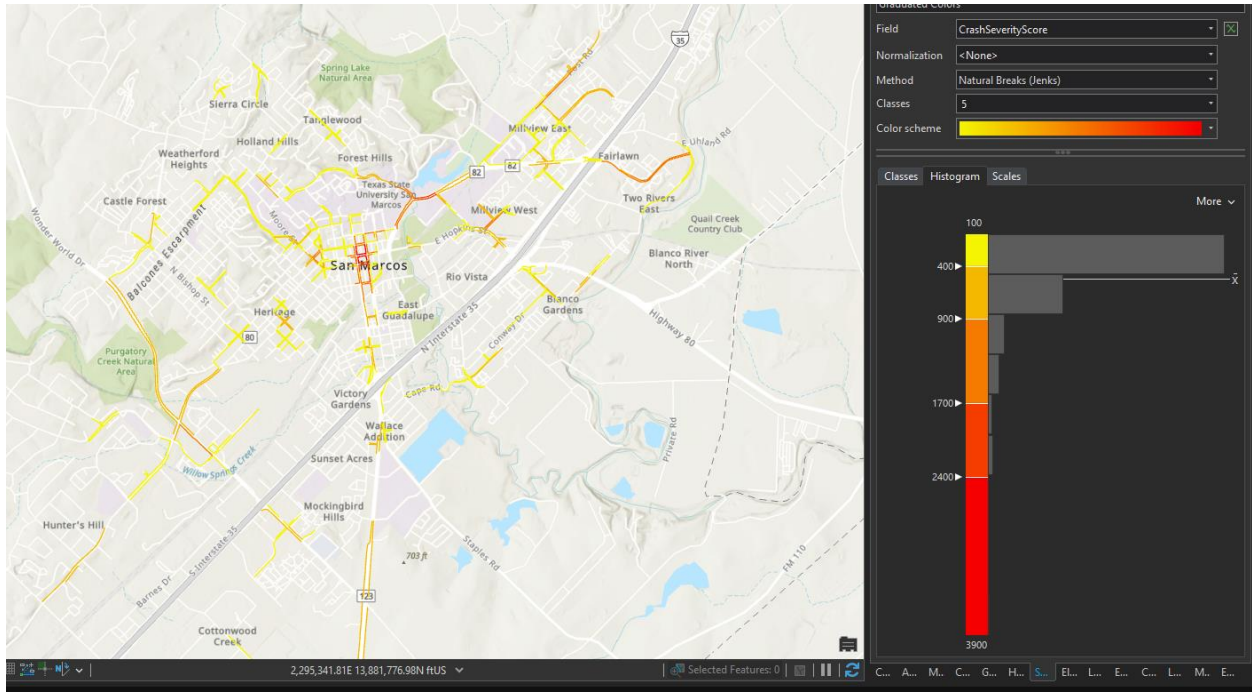 Graduated Colors
Field
CrashSeverityScore
Normalization
<None>
Method
Natural Breaks (Jenks)
Classes
5
Color scheme
Classes Histogram Scales
More
100
400
x̄
900
1700
2400
3900
35
Post Rd
Spring Lake
Natural Area
Sierra Circle
Tanglewood
Millview East
E Uhland Rd
Holland Hills
Weatherford
Heights
Forest Hills
Fairlawn
82
82
Texas State
University San
Marcos
Castle Forest
Two Rivers
East
Millview West
Quail Creek
Country Club
Wonder World Dr
Balcones Escarpment
Moore St
E Hopkins St
Blanco River
North
San Marcos
N Bishop St
Rio Vista
Heritage
East
Guadalupe
Blanco
Gardens
Highway 80
80
N Interstate 35
Conway Dr
Purgatory
Creek Natural
Area
Victory
Gardens
Cape Rd
Wallace
Addition
Private Rd
Sunset Acres
Willow Springs Creek
Mockingbird
Hills
Hunter's Hill
S Interstate 35
703 ft
Staples Rd
Barnes Dr
FM 110
123
Cottonwood
Creek
2,295,341.81E 13,881,776.98N ftUS
Selected Features: 0
C... A... M... C... G... H... S... El... L... E... C... L... M... E...